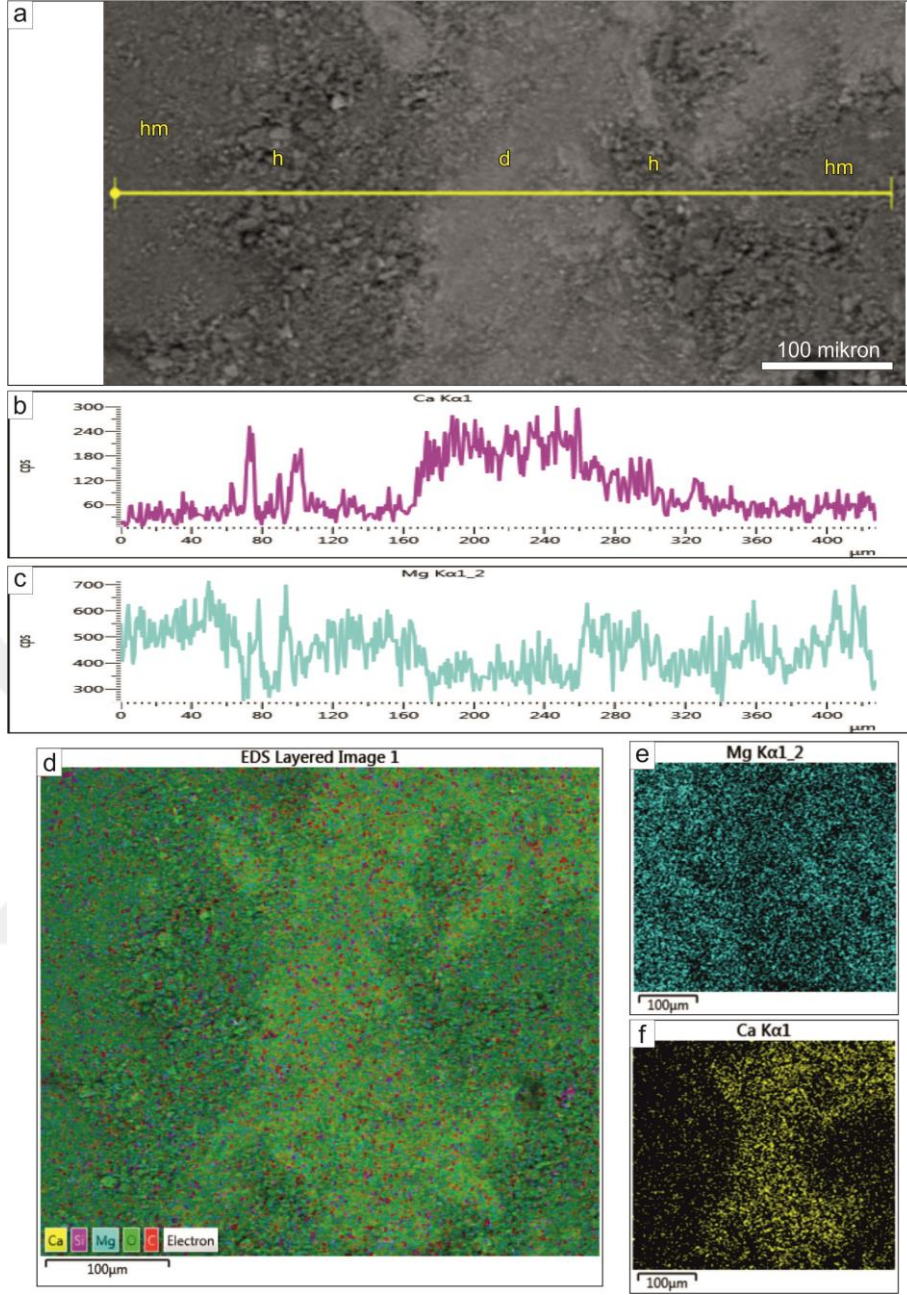 a
hm
h
d
h
hm
100 mikron
b
Ca Kα1
300
240
180
120
60
cps
0 40 80 120 160 200 240 280 320 360 400
µm
c
Mg Kα1_2
700
600
500
400
300
cps
0 40 80 120 160 200 240 280 320 360 400
µm
d
EDS Layered Image 1
Ca Si Mg O C Electron
100µm
e
Mg Kα1_2
100µm
f
Ca Kα1
100µm